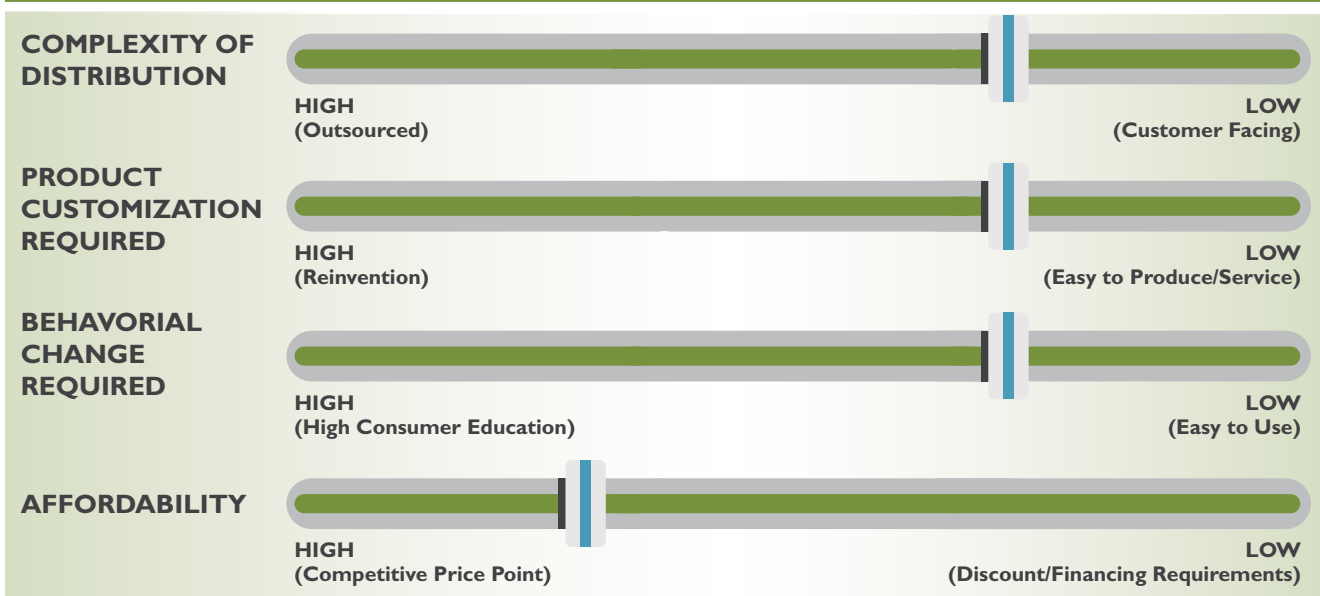 COMPLEXITY OF
DISTRIBUTION
HIGH
(Outsourced)
LOW
(Customer Facing)
PRODUCT
CUSTOMIZATION
REQUIRED
HIGH
(Reinvention)
LOW
(Easy to Produce/Service)
BEHAVORIAL
CHANGE
REQUIRED
HIGH
(High Consumer Education)
LOW
(Easy to Use)
AFFORDABILITY
HIGH
(Competitive Price Point)
LOW
(Discount/Financing Requirements)